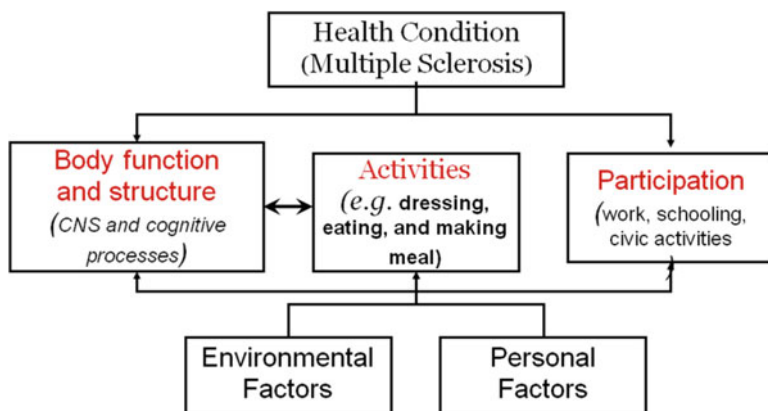 Health Condition
(Multiple Sclerosis)
Body function
and structure
(CNS and cognitive
processes)
Activities
(e.g. dressing,
eating, and making
meal)
Participation
(work, schooling,
civic activities
)
Environmental
Factors
Personal
Factors